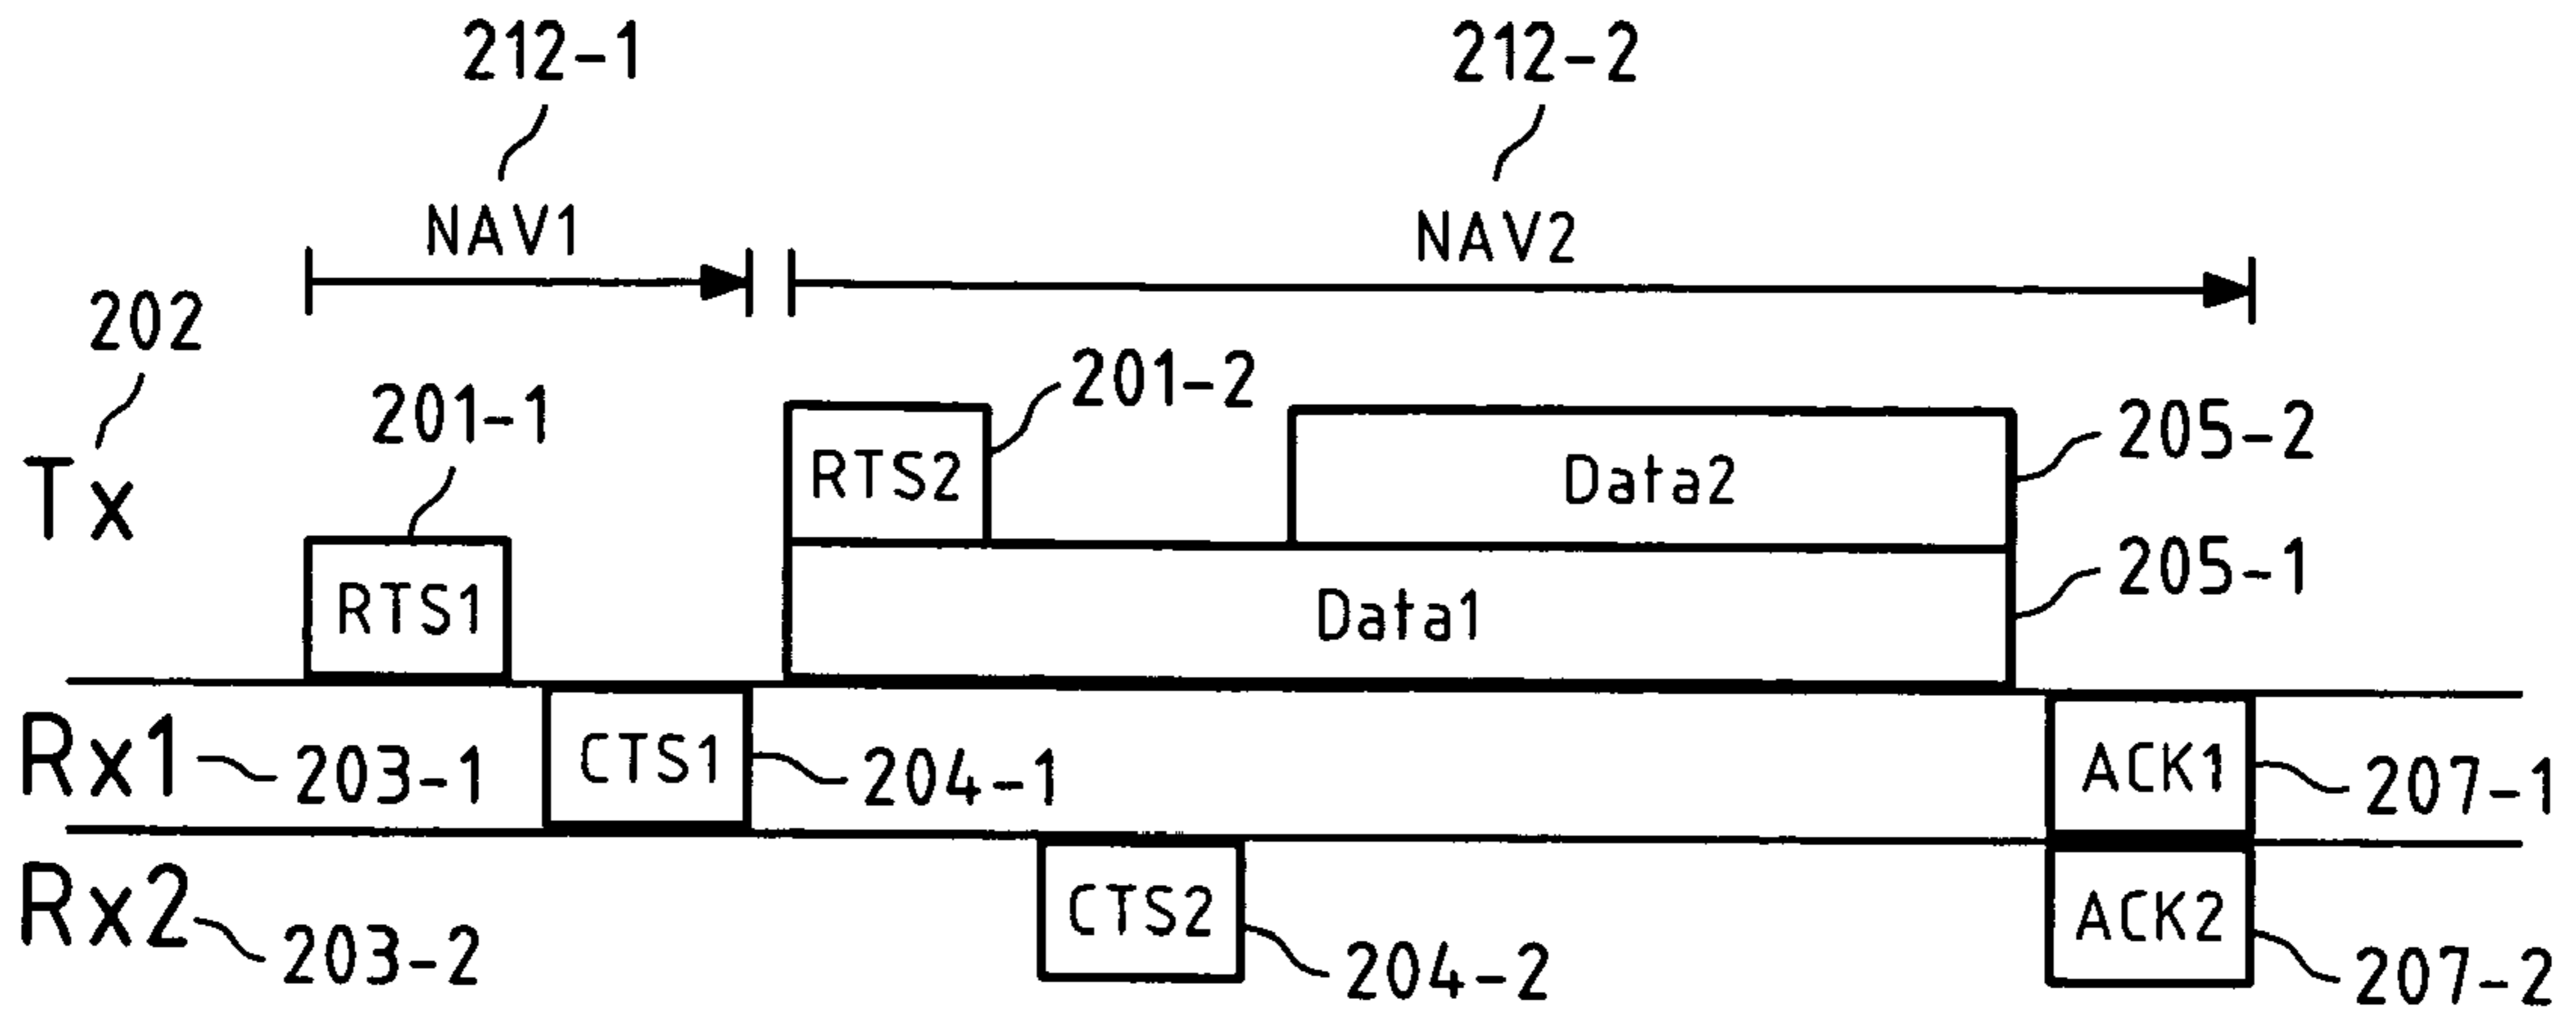 212-1 212-2
NAV1 NAV2
202
201-1 201-2 205-2
Tx RTS2 Data2
RTS1 Data1 205-1
Rx1 203-1 CTS1 204-1 ACK1 207-1
Rx2 203-2 CTS2 204-2 ACK2 207-2